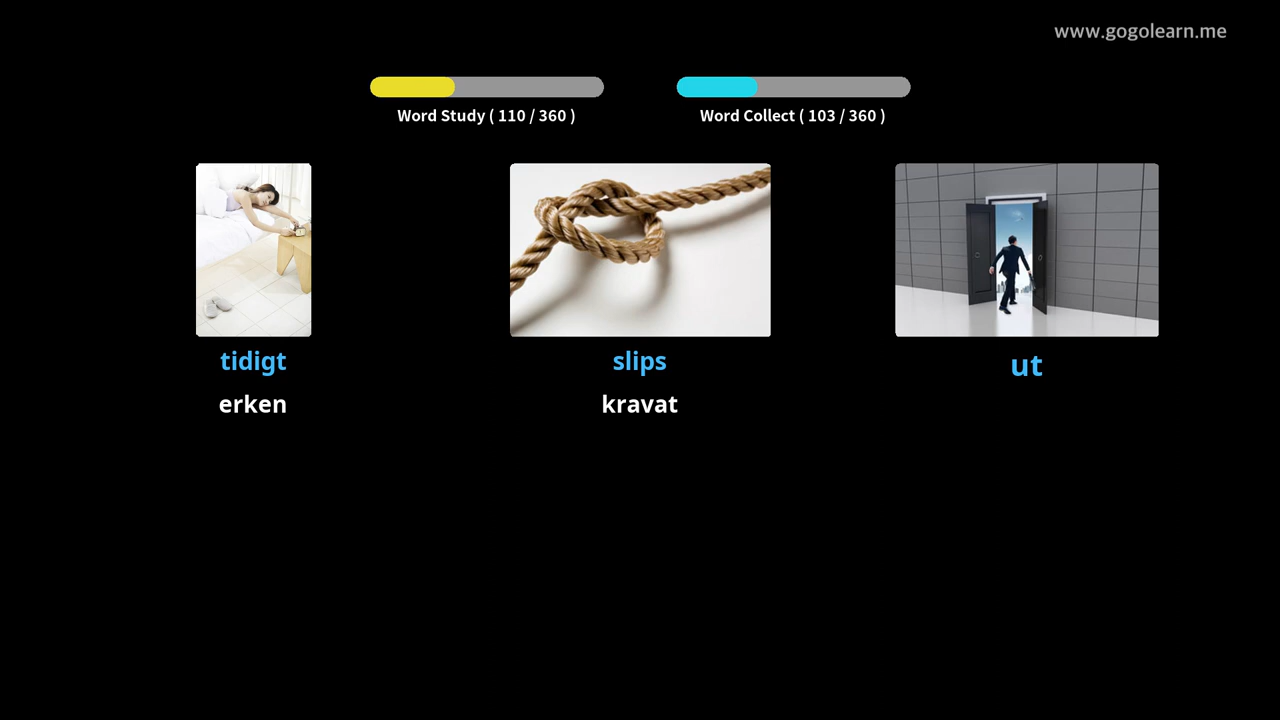 www.gogolearn.me
Word Study ( 110 / 360 )
Word Collect ( 103 / 360 )
tidigt
slips
ut
erken
kravat